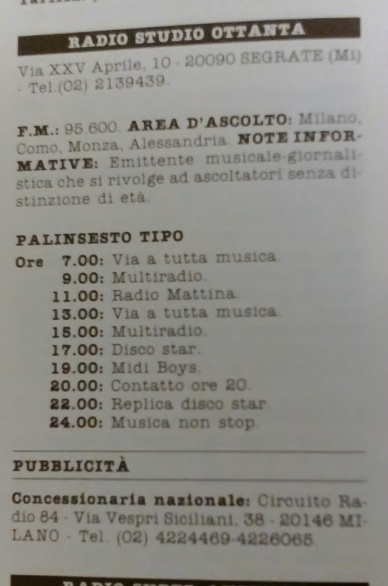 RADIO STUDIO OTTANTA
Via XXV Aprile, 10 - 20090 SEGRATE (Mi)
- Tel.(02) 2139439.
F.M.: 95.600. AREA D'ASCOLTO: Milano,
Como, Monza, Alessandria. NOTE INFOR-
MATIVE: Emittente musicale-giornali-
stica che si rivolge ad ascoltatori senza di-
stinzione di età.
PALINSESTO TIPO
Ore 7.00: Via a tutta musica.
9.00: Multiradio.
11.00: Radio Mattina.
13.00: Via a tutta musica.
15.00: Multiradio.
17.00: Disco star.
19.00: Midi Boys.
20.00: Contatto ore 20.
22.00: Replica disco star.
24.00: Musica non stop.
PUBBLICITÀ
Concessionaria nazionale: Circuito Ra-
dio 84 - Via Vespri Siciliani, 38 - 20146 MI-
LANO - Tel. (02) 4224469-4226065.
RADIO